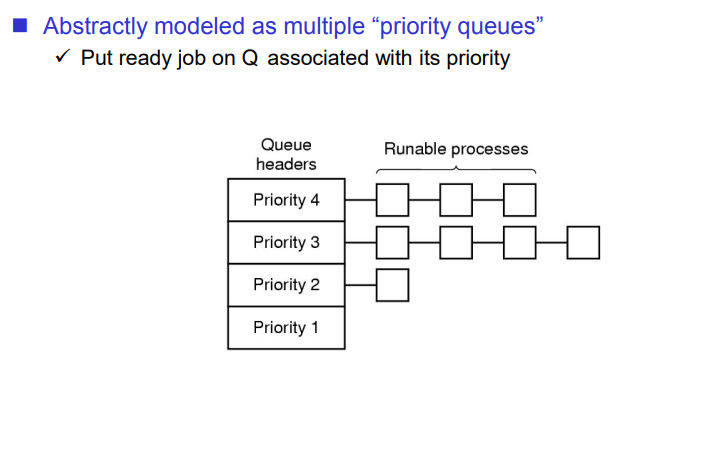 Abstractly modeled as multiple “priority queues”
✓ Put ready job on Q associated with its priority
Queue
headers
Runable processes
Priority 4
Priority 3
Priority 2
Priority 1